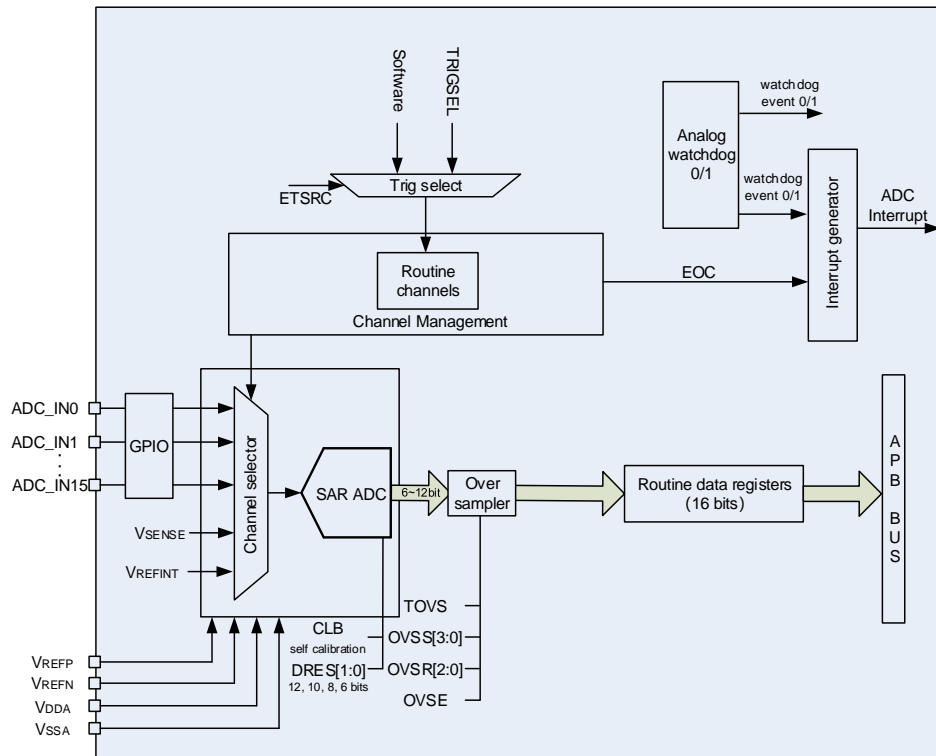 Software
TRIGSEL
Trig select
ETSRC
Routine
channels
Channel Management
Analog
watchdog
0/1
watchdog
event 0/1
watchdog
event 0/1
Interrupt generator
ADC
Interrupt
EOC
ADC_IN0
ADC_IN1
ADC_IN15
GPIO
VSENSE
VREFINT
Channel selector
SAR ADC
6~12bit
Over
sampler
Routine data registers
(16 bits)
APB BUS
CLB
self calibration
DRES[1:0]
12, 10, 8, 6 bits
TOVS
OVSS[3:0]
OVSR[2:0]
OVSE
VREFP
VREFN
VDDA
VSSA